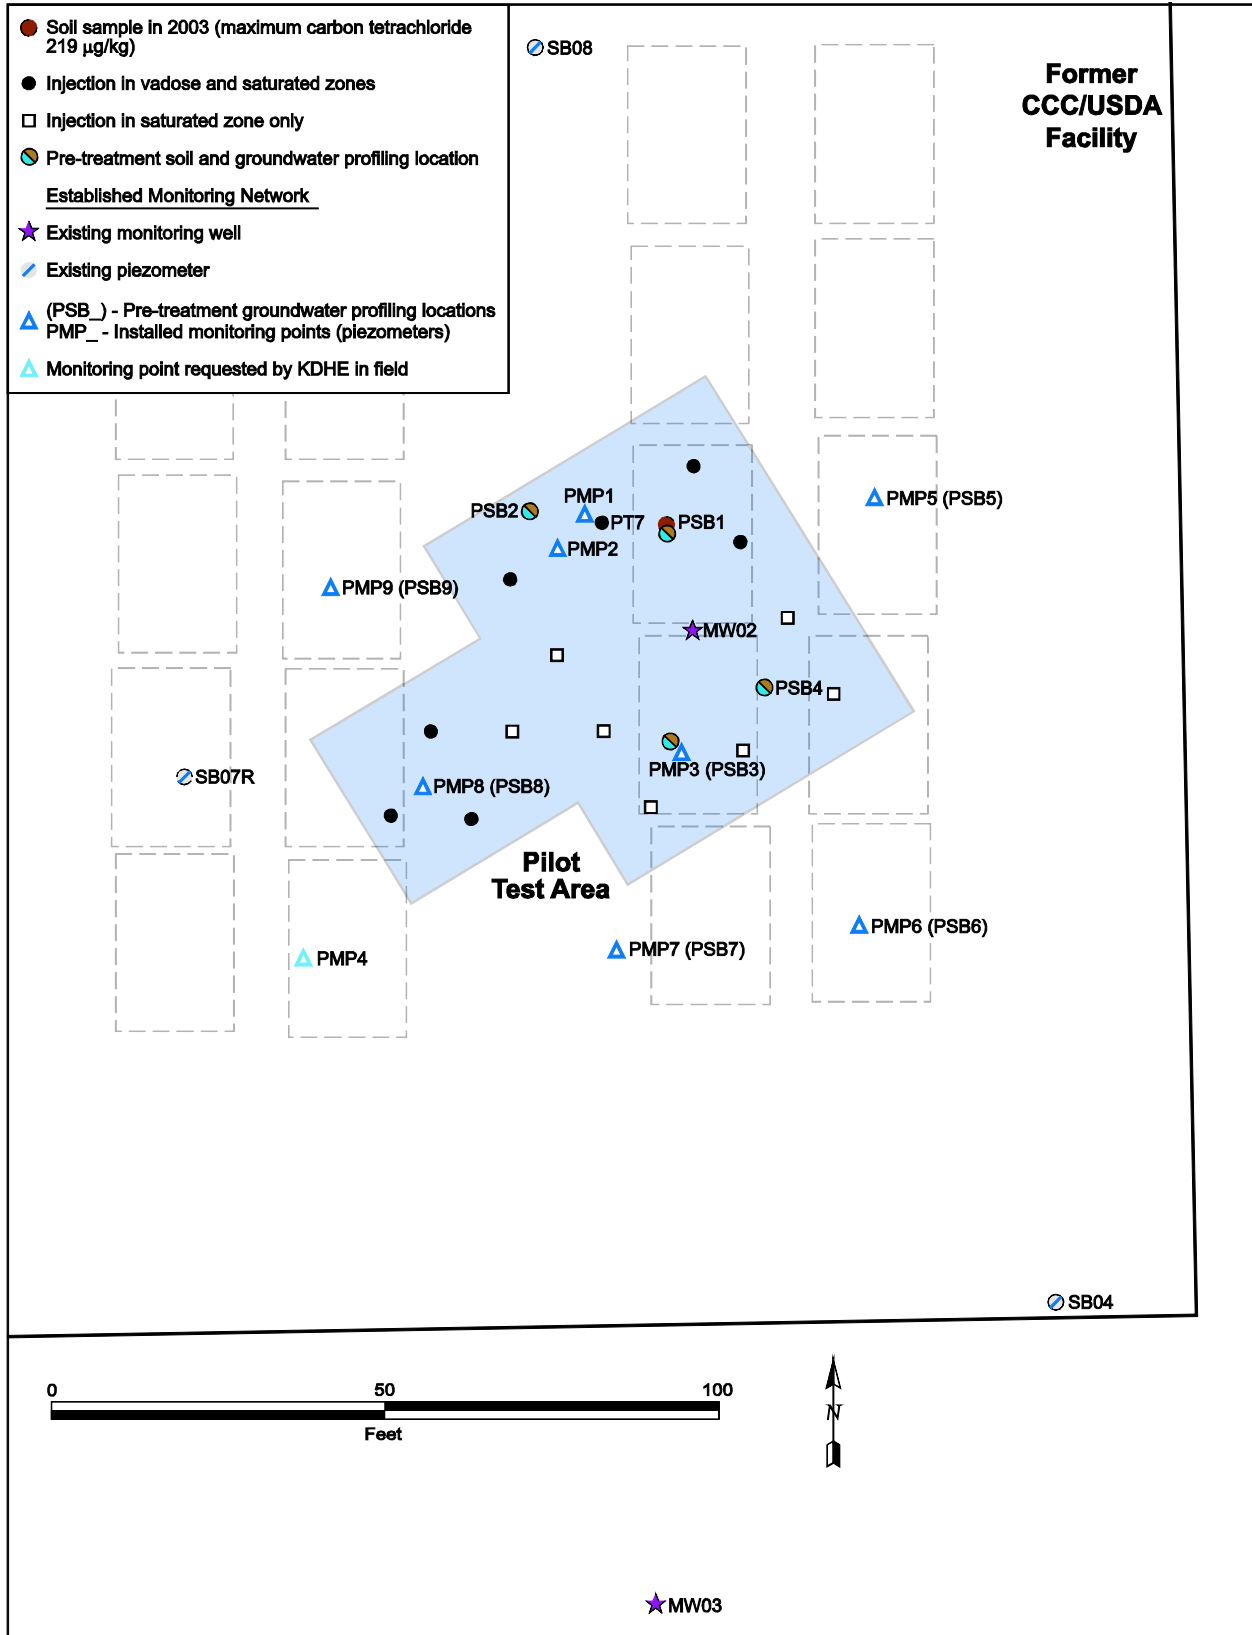 Soil sample in 2003 (maximum carbon tetrachloride
219 µg/kg)
Injection in vadose and saturated zones
Injection in saturated zone only
Pre-treatment soil and groundwater profiling location
Established Monitoring Network
Existing monitoring well
Existing piezometer
(PSB_) - Pre-treatment groundwater profiling locations
PMP_ - Installed monitoring points (piezometers)
Monitoring point requested by KDHE in field
SB08
Former
CCC/USDA
Facility
PMP1
PSB2
PT7
PSB1
PMP5 (PSB5)
PMP2
PMP9 (PSB9)
MW02
PSB4
PMP3 (PSB3)
SB07R
PMP8 (PSB8)
Pilot
Test Area
PMP6 (PSB6)
PMP7 (PSB7)
PMP4
SB04
0
50
100
Feet
N
MW03